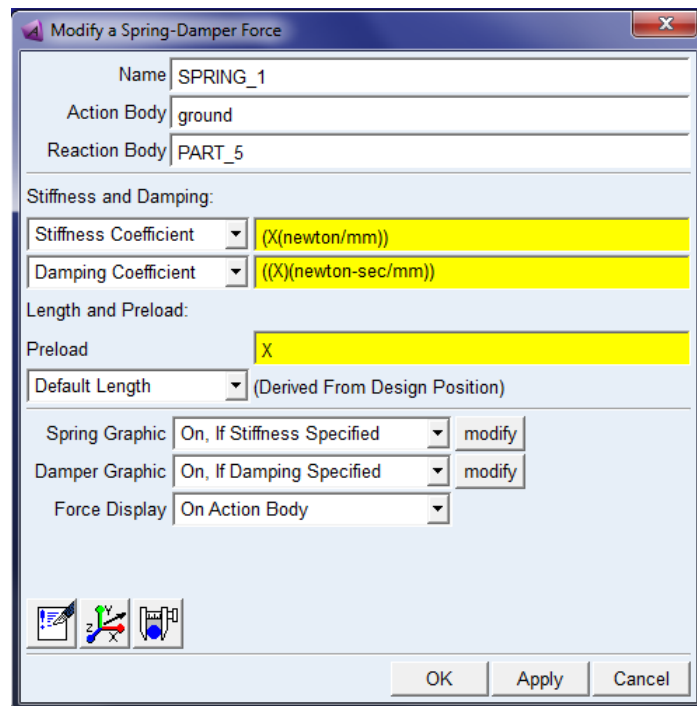 Modify a Spring-Damper Force
Name SPRING_1
Action Body ground
Reaction Body PART_5
Stiffness and Damping:
Stiffness Coefficient (X(newton/mm))
Damping Coefficient ((X)(newton-sec/mm))
Length and Preload:
Preload X
Default Length (Derived From Design Position)
Spring Graphic On, If Stiffness Specified modify
Damper Graphic On, If Damping Specified modify
Force Display On Action Body
Z Y X
OK Apply Cancel